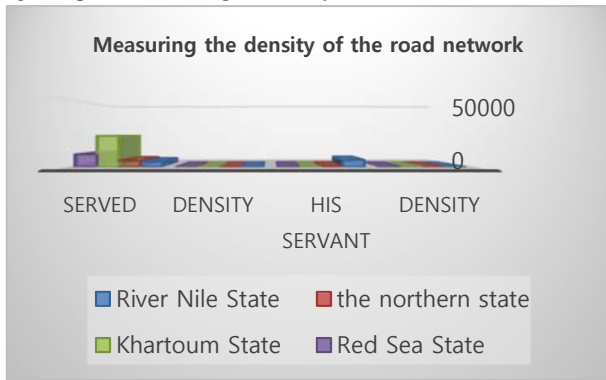 Measuring the density of the road network
50000
0
SERVED DENSITY HIS SERVANT DENSITY
River Nile State the northern state
Khartoum State Red Sea State